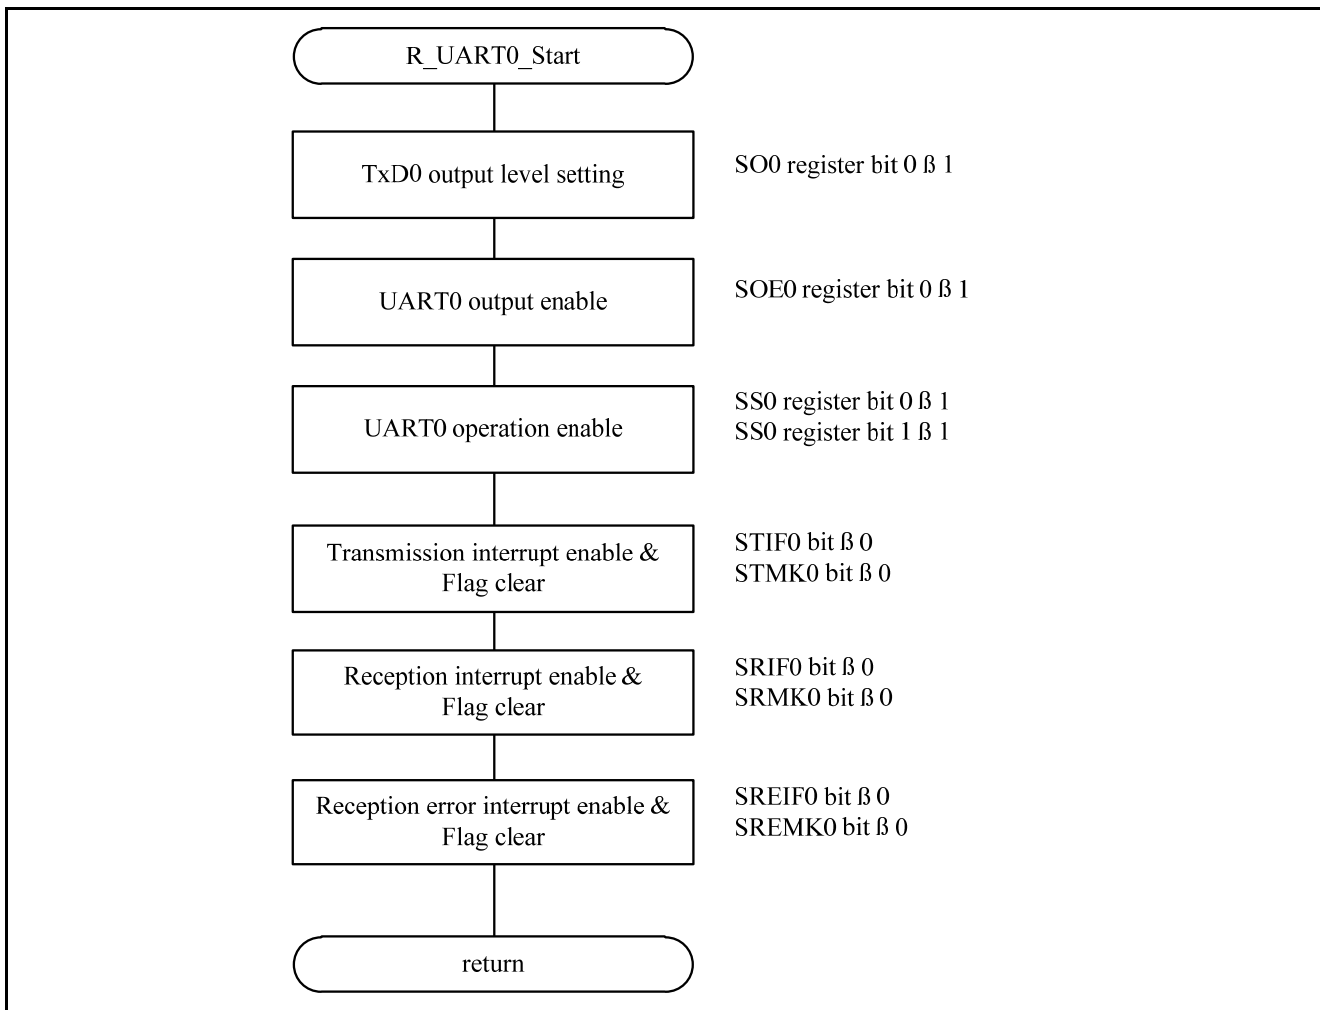 R_UART0_Start
TxD0 output level setting
SO0 register bit 0 ß 1
UART0 output enable
SOE0 register bit 0 ß 1
UART0 operation enable
SS0 register bit 0 ß 1
SS0 register bit 1 ß 1
Transmission interrupt enable &
Flag clear
STIF0 bit ß 0
STMK0 bit ß 0
Reception interrupt enable &
Flag clear
SRIF0 bit ß 0
SRMK0 bit ß 0
Reception error interrupt enable &
Flag clear
SREIF0 bit ß 0
SREMK0 bit ß 0
return